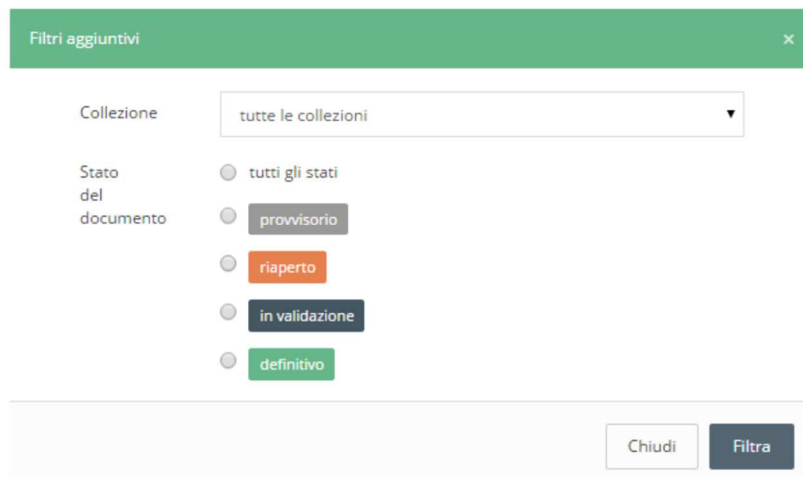 Filtri aggiuntivi ×
Collezione tutte le collezioni
Stato del documento
tutti gli stati
provvisorio
riaperto
in validazione
definitivo
Chiudi Filtra